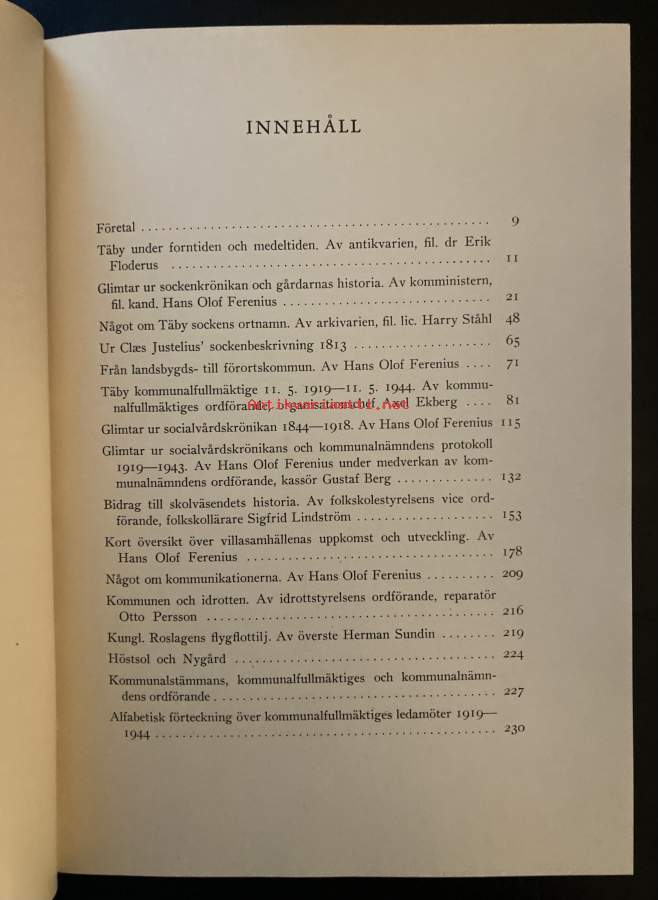 INNEHÅLL
Företal . . . . . . . . . . . . . . . . . . . . . . . . . . . . . . 9
Täby under forntiden och medeltiden. Av antikvarien, fil. dr Erik
Floderus . . . . . . . . . . . . . . . . . . . . . . . . . . . . . . 11
Glimtar ur sockenkrönikan och gårdarnas historia. Av komministern,
fil. kand. Hans Olof Ferenius . . . . . . . . . . . . . . . . . . . . 21
Något om Täby sockens ortnamn. Av arkivarien, fil. lic. Harry Ståhl 48
Ur Clæs Justelius' sockenbeskrivning 1813 . . . . . . . . . . . . . . 65
Från landsbygds- till förortskommun. Av Hans Olof Ferenius . . . . 71
Täby kommunalfullmäktige 11. 5. 1919—11. 5. 1944. Av kommu-
nalfullmäktiges ordförande, organisationschef Axel Ekberg . . . . 81
Antikvariaatti.net
Glimtar ur socialvårdskrönikan 1844—1918. Av Hans Olof Ferenius 115
Glimtar ur socialvårdskrönikans och kommunalnämndens protokoll
1919—1943. Av Hans Olof Ferenius under medverkan av kom-
munalnämndens ordförande, kassör Gustaf Berg . . . . . . . . . . . . 132
Bidrag till skolväsendets historia. Av folkskolestyrelsens vice ord-
förande, folkskollärare Sigfrid Lindström . . . . . . . . . . . . . . 153
Kort översikt över villasamhällenas uppkomst och utveckling. Av
Hans Olof Ferenius . . . . . . . . . . . . . . . . . . . . . . . . . 178
Något om kommunikationerna. Av Hans Olof Ferenius . . . . . . . . . . 209
Kommunen och idrotten. Av idrottstyrelsens ordförande, reparatör
Otto Persson . . . . . . . . . . . . . . . . . . . . . . . . . . . . 216
Kungl. Roslagens flygflottilj. Av överste Herman Sundin . . . . . . . . 219
Höstsol och Nygård . . . . . . . . . . . . . . . . . . . . . . . . . 224
Kommunalstämmans, kommunalfullmäktiges och kommunalnämn-
dens ordförande . . . . . . . . . . . . . . . . . . . . . . . . . . . 227
Alfabetisk förteckning över kommunalfullmäktiges ledamöter 1919—
1944 . . . . . . . . . . . . . . . . . . . . . . . . . . . . . . . . 230